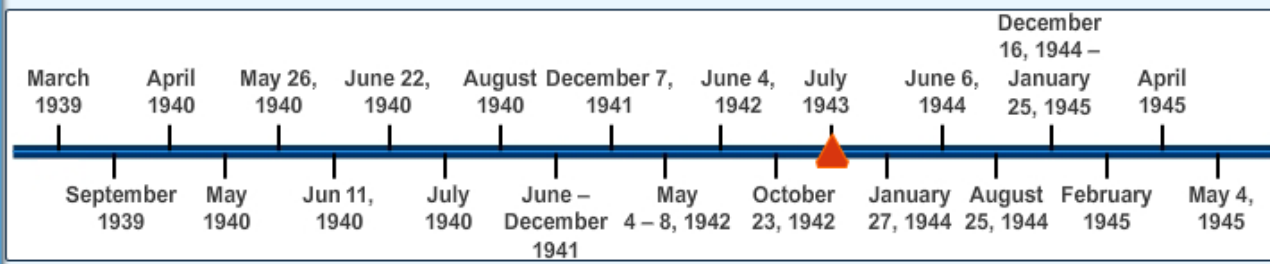 December
16, 1944 –
January
25, 1945
March
1939
April
1940
May 26,
1940
June 22,
1940
August
1940
December 7,
1941
June 4,
1942
July
1943
June 6,
1944
April
1945
September
1939
May
1940
Jun 11,
1940
July
1940
June –
December
1941
May
4 – 8, 1942
October
23, 1942
January
27, 1944
August
25, 1944
February
1945
May 4,
1945